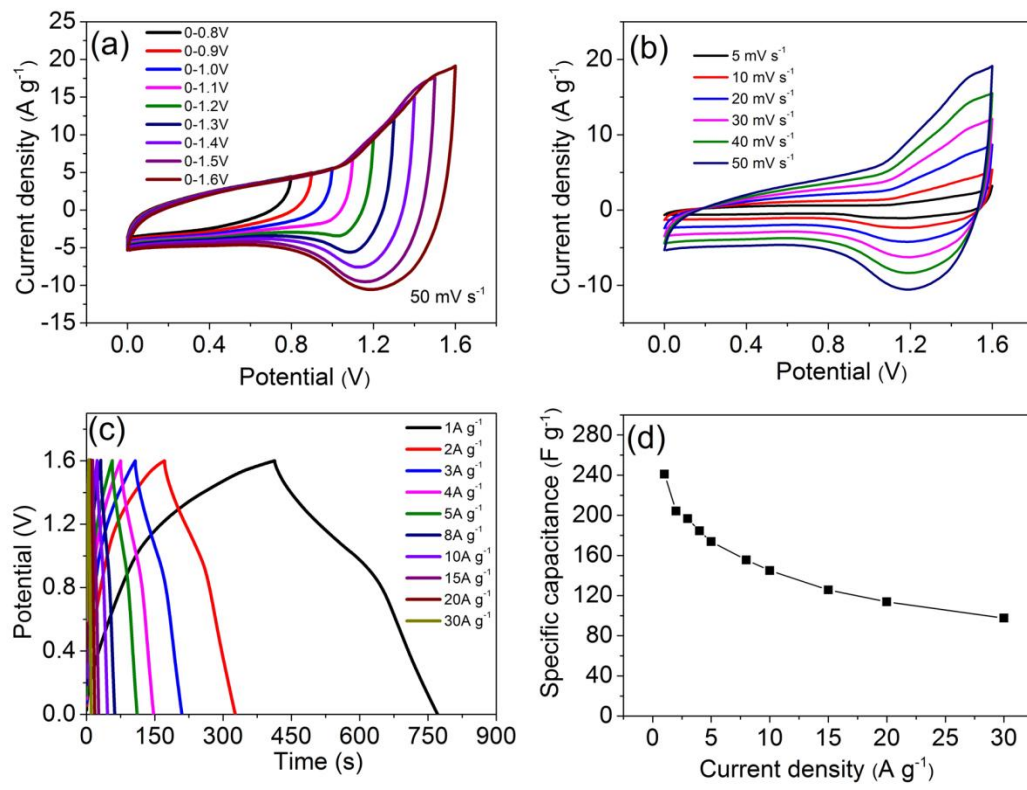 (a)
0-0.8V
0-0.9V
0-1.0V
0-1.1V
0-1.2V
0-1.3V
0-1.4V
0-1.5V
0-1.6V
50 mV s⁻¹
Current density (A g⁻¹)
25
20
15
10
5
0
-5
-10
-15
0.0 0.4 0.8 1.2 1.6
Potential (V)
(b)
5 mV s⁻¹
10 mV s⁻¹
20 mV s⁻¹
30 mV s⁻¹
40 mV s⁻¹
50 mV s⁻¹
Current density (A g⁻¹)
20
10
0
-10
0.0 0.4 0.8 1.2 1.6
Potential (V)
(c)
1A g⁻¹
2A g⁻¹
3A g⁻¹
4A g⁻¹
5A g⁻¹
8A g⁻¹
10A g⁻¹
15A g⁻¹
20A g⁻¹
30A g⁻¹
Potential (V)
1.6
1.2
0.8
0.4
0.0
0 150 300 450 600 750 900
Time (s)
(d)
Specific capacitance (F g⁻¹)
280
240
200
160
120
80
40
0
0 5 10 15 20 25 30
Current density (A g⁻¹)